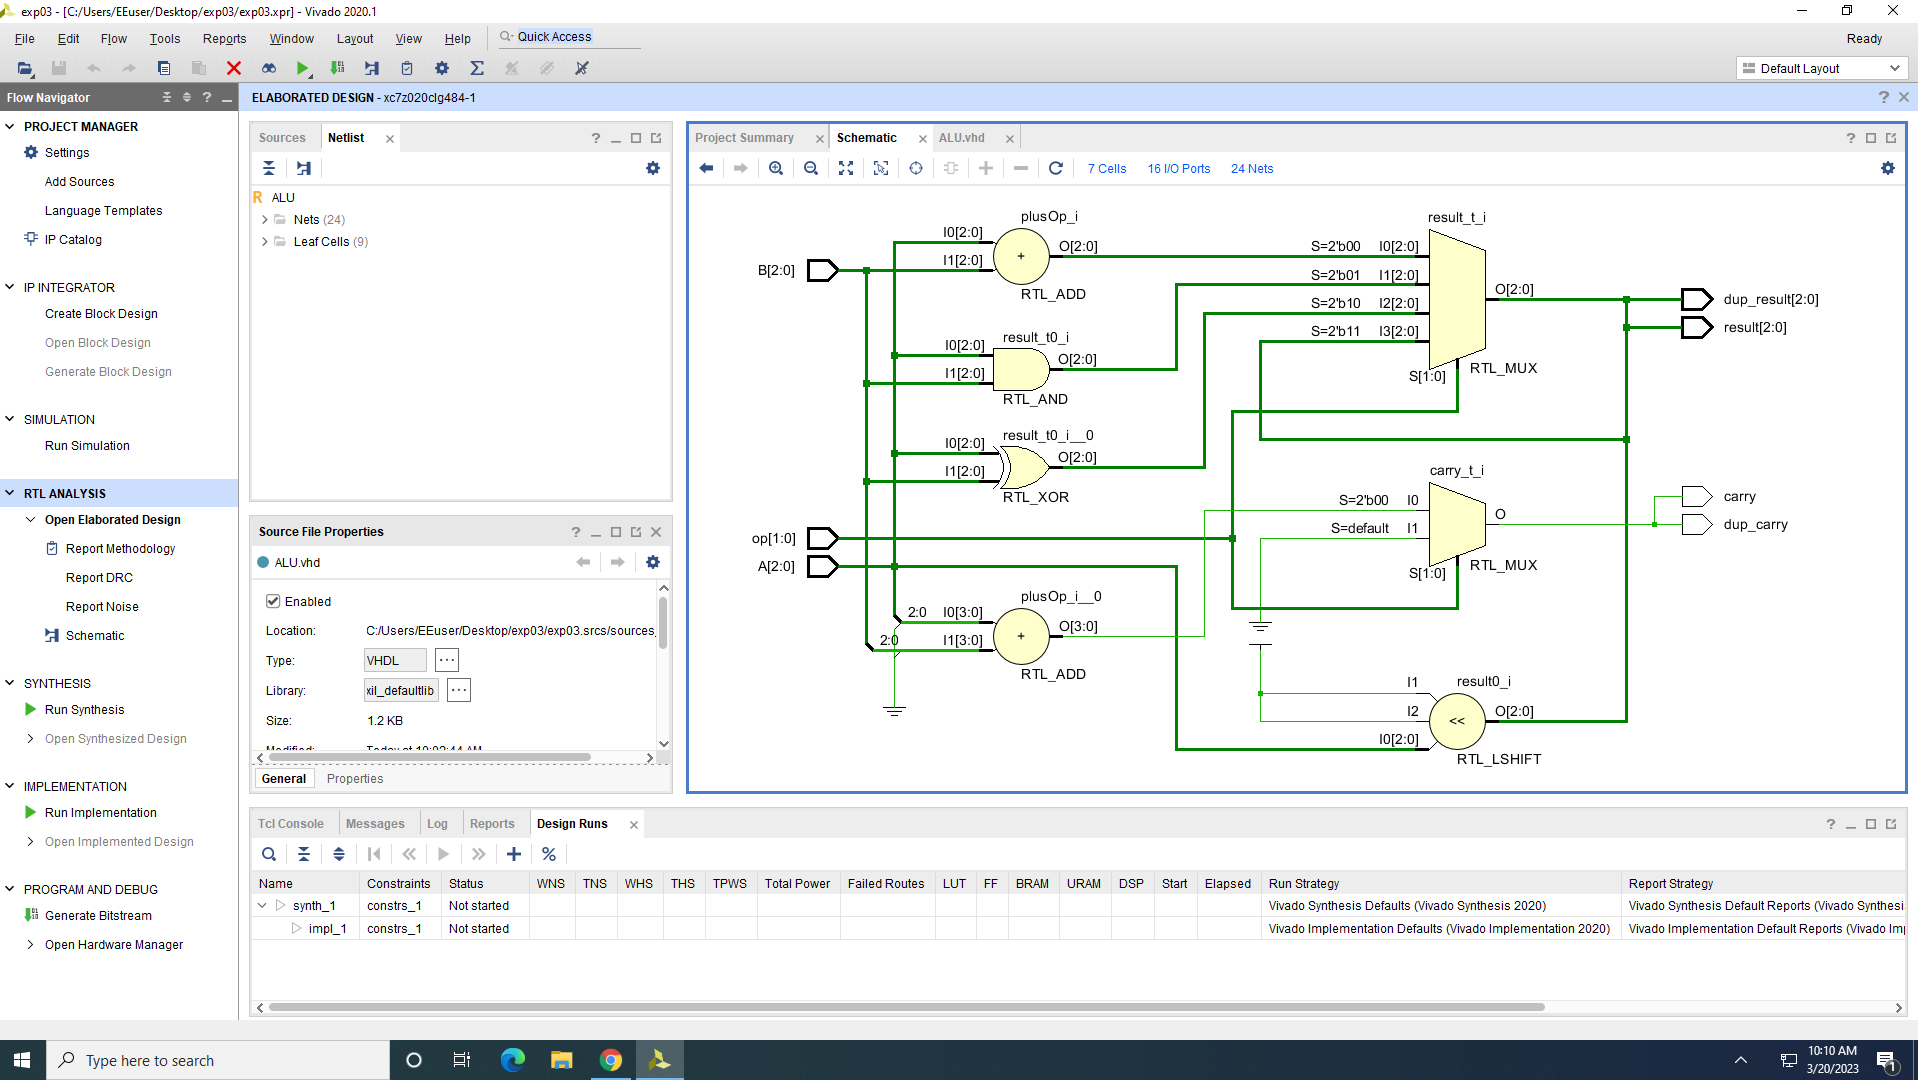 exp03 - [C:/Users/EEuser/Desktop/exp03/exp03.xpr] - Vivado 2020.1
File Edit Flow Tools Reports Window Layout View Help Quick Access Ready
Default Layout
Flow Navigator
ELABORATED DESIGN - xc7z020clg484-1
PROJECT MANAGER
Settings
Add Sources
Language Templates
IP Catalog
IP INTEGRATOR
Create Block Design
Open Block Design
Generate Block Design
SIMULATION
Run Simulation
RTL ANALYSIS
Open Elaborated Design
Report Methodology
Report DRC
Report Noise
Schematic
SYNTHESIS
Run Synthesis
Open Synthesized Design
IMPLEMENTATION
Run Implementation
Open Implemented Design
PROGRAM AND DEBUG
Generate Bitstream
Open Hardware Manager
Sources Netlist
R ALU
Nets (24)
Leaf Cells (9)
Source File Properties
ALU.vhd
Enabled
Location: C:/Users/EEuser/Desktop/exp03/exp03.srcs/sources_
Type: VHDL
Library: xil_defaultlib
Size: 1.2 KB
Modified: Today at 10:02:44 AM
General Properties
Project Summary Schematic ALU.vhd
7 Cells 16 I/O Ports 24 Nets
plusOp_i
I0[2:0]
I1[2:0]
+
O[2:0]
RTL_ADD
B[2:0]
result_t0_i
I0[2:0]
I1[2:0]
O[2:0]
RTL_AND
result_t0_i__0
I0[2:0]
I1[2:0]
O[2:0]
RTL_XOR
op[1:0]
A[2:0]
plusOp_i__0
2:0 I0[3:0]
2:0 I1[3:0]
+
O[3:0]
RTL_ADD
result_t_i
S=2'b00 I0[2:0]
S=2'b01 I1[2:0]
S=2'b10 I2[2:0]
S=2'b11 I3[2:0]
O[2:0]
S[1:0]
RTL_MUX
dup_result[2:0]
result[2:0]
carry_t_i
S=2'b00 I0
S=default I1
O
S[1:0]
RTL_MUX
carry
dup_carry
result0_i
I1
I2
I0[2:0]
<<
O[2:0]
RTL_LSHIFT
Tcl Console Messages Log Reports Design Runs
Name Constraints Status WNS TNS WHS THS TPWS Total Power Failed Routes LUT FF BRAM URAM DSP Start Elapsed Run Strategy Report Strategy
synth_1 constrs_1 Not started Vivado Synthesis Defaults (Vivado Synthesis 2020) Vivado Synthesis Default Reports (Vivado Synthesi
impl_1 constrs_1 Not started Vivado Implementation Defaults (Vivado Implementation 2020) Vivado Implementation Default Reports (Vivado Imp
Type here to search
10:10 AM
3/20/2023
1